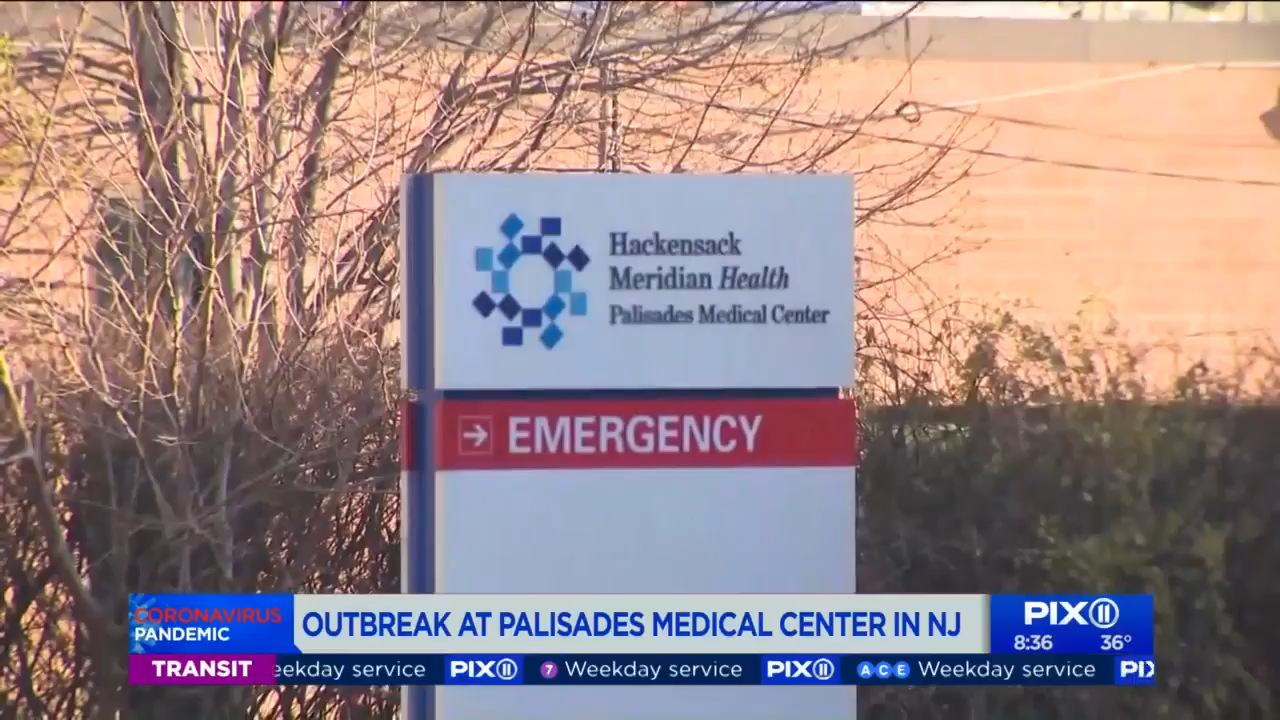 Hackensack
Meridian Health
Palisades Medical Center
→ EMERGENCY
CORONAVIRUS
PANDEMIC
OUTBREAK AT PALISADES MEDICAL CENTER IN NJ
PIX11
8:36 36°
TRANSIT eekday service PIX11 7 Weekday service PIX11 A C E Weekday service PIX